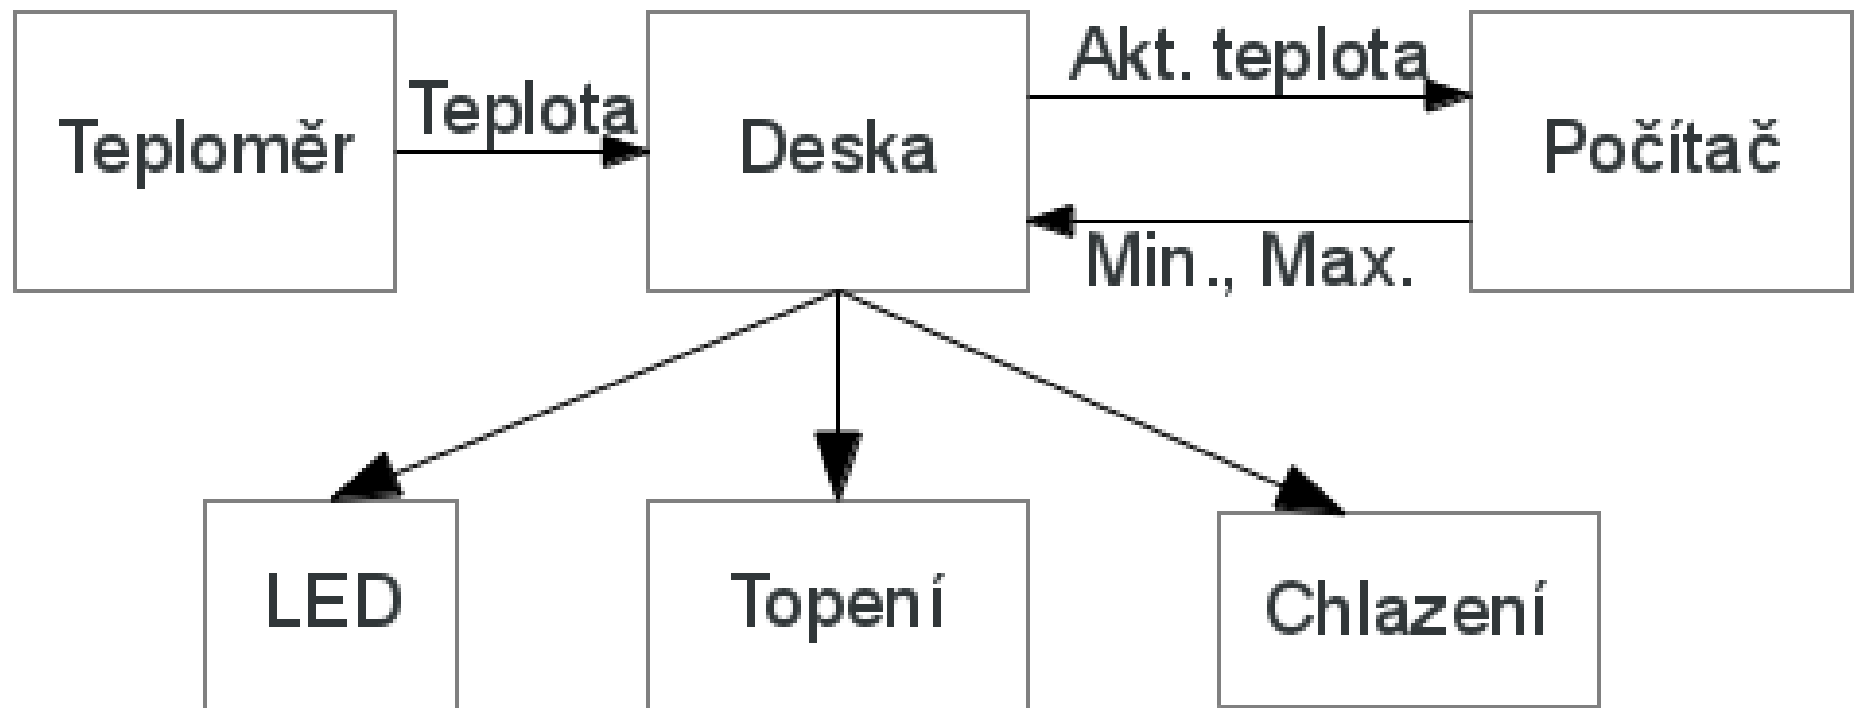 Teploměr
Teplota
Deska
Akt. teplota
Min., Max.
Počítač
LED
Topení
Chlazení